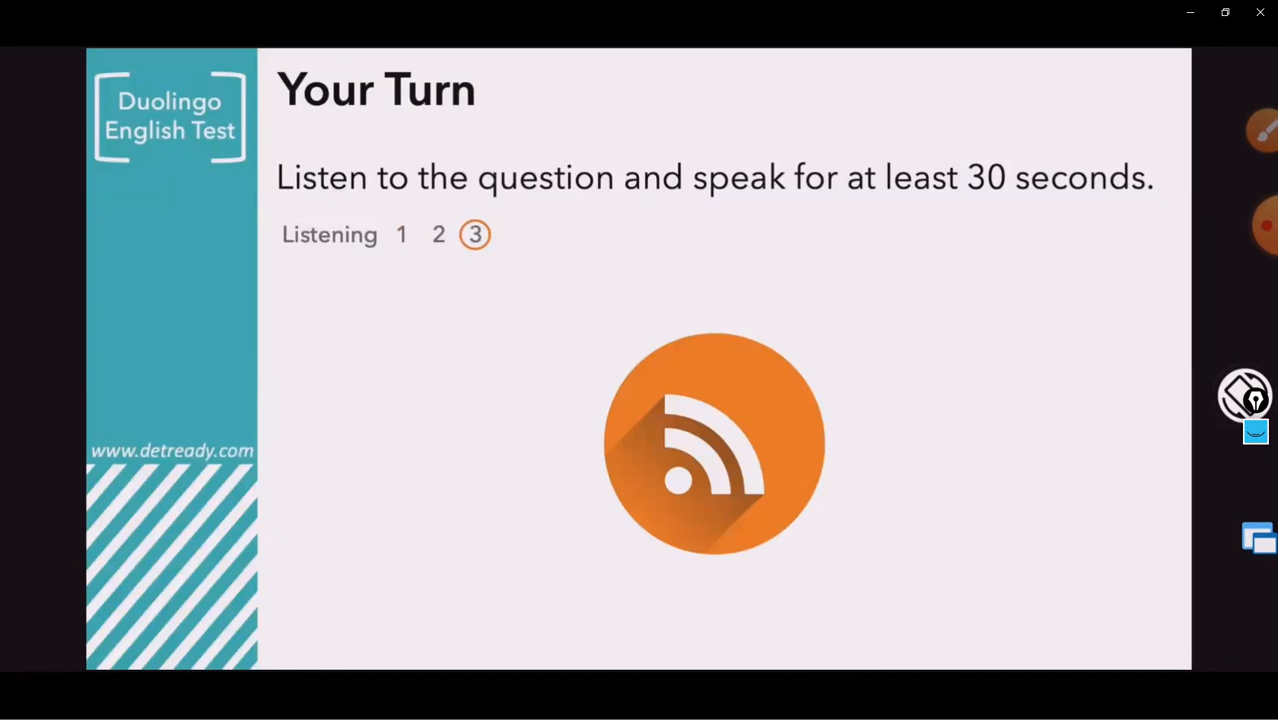 Duolingo
English Test
Your Turn
Listen to the question and speak for at least 30 seconds.
Listening 1 2 3
www.detready.com